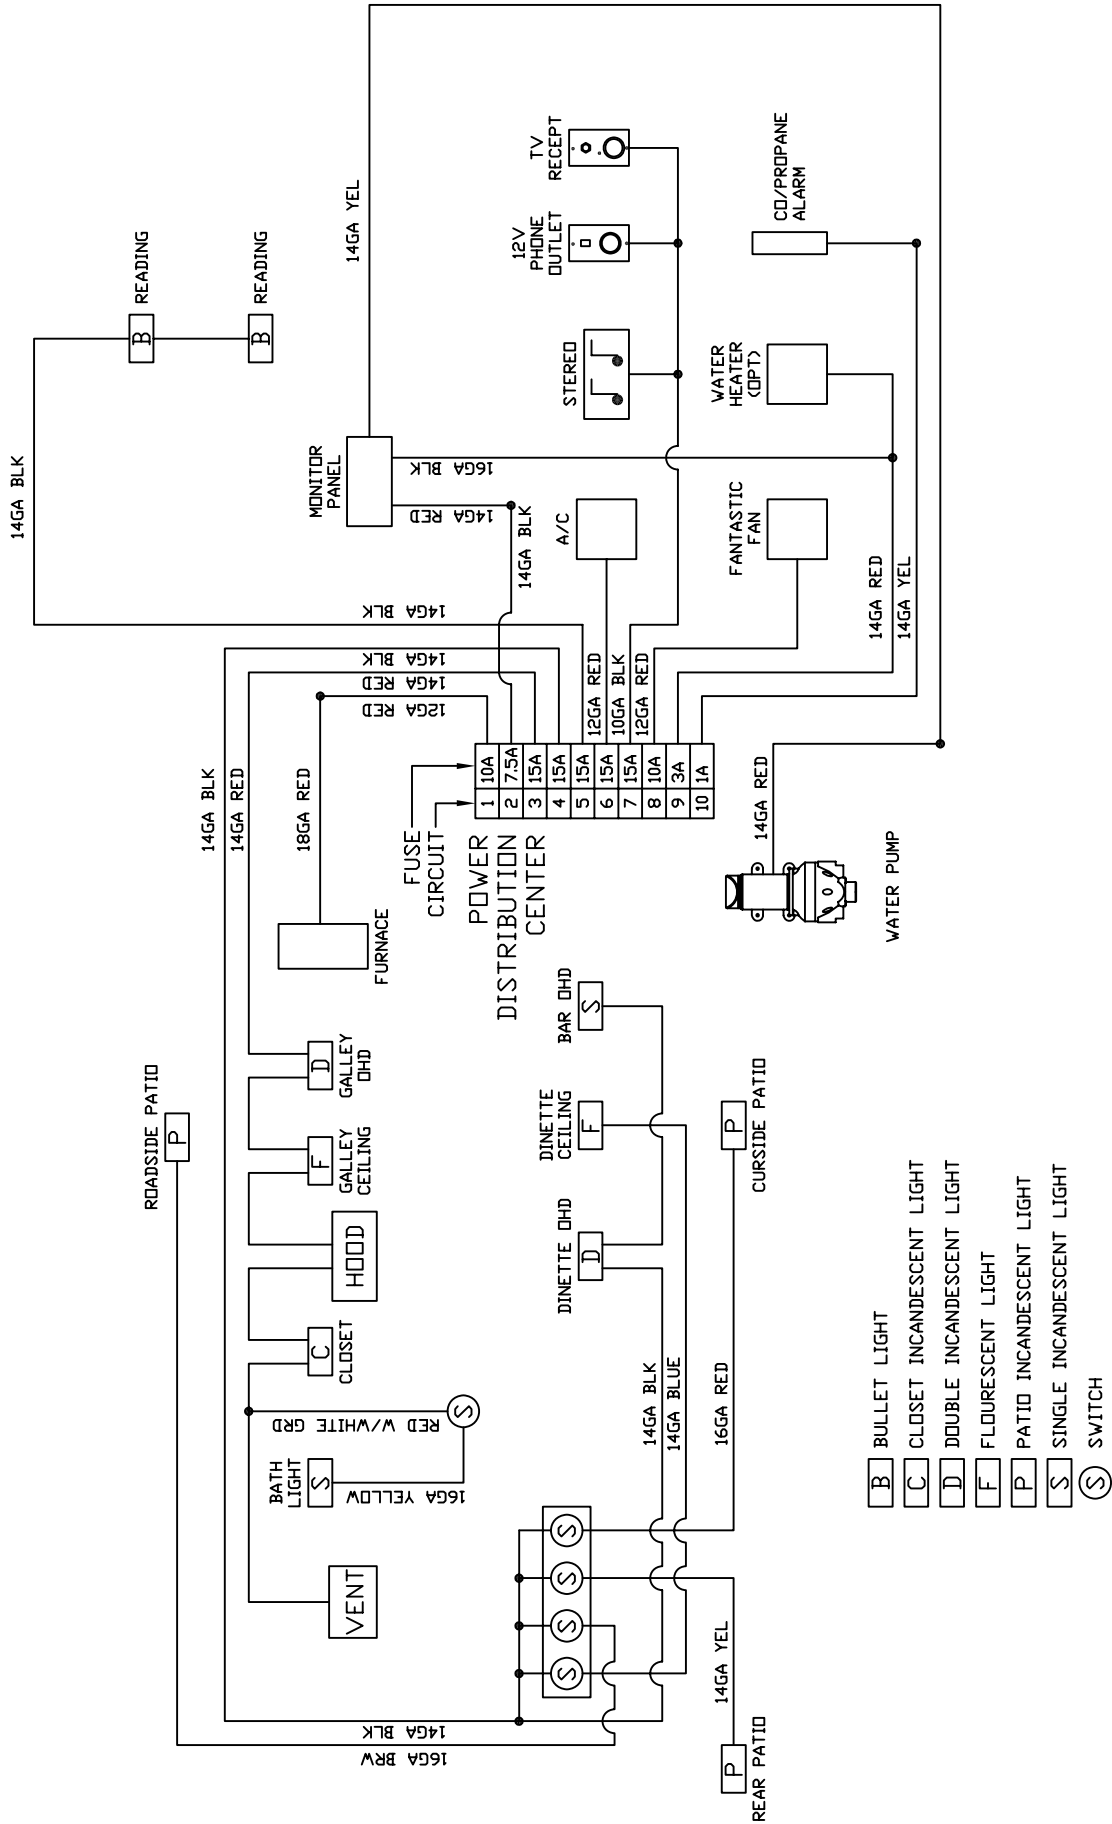 14GA BLK
READING
READING
14GA YEL
MONITOR
PANEL
16GA BLK
14GA RED
14GA BLK
TV
RECEPT
12V
PHONE
OUTLET
STEREO
A/C
CO/PROPANE
ALARM
WATER
HEATER
(OPT)
FANTASTIC
FAN
14GA RED
14GA YEL
14GA BLK
14GA BLK
14GA RED
12GA RED
12GA RED
10GA BLK
12GA RED
14GA BLK
14GA RED
18GA RED
FURNACE
FUSE
CIRCUIT
POWER
DISTRIBUTION
CENTER
1 10A
2 7.5A
3 15A
4 15A
5 15A
6 15A
7 15A
8 10A
9 3A
10 1A
14GA RED
WATER PUMP
ROADSIDE PATIO
P
GALLEY
OHD
D
GALLEY
CEILING
F
HOOD
CLOSET
C
RED W/WHITE GRD
S
BATH
LIGHT
S
16GA YELLOW
VENT
BAR OHD
S
DINETTE
CEILING
F
DINETTE OHD
D
CURSIDE PATIO
P
14GA BLK
14GA BLUE
16GA RED
S
S
S
S
14GA YEL
REAR PATIO
P
14GA BLK
16GA BRW
B
B
B BULLET LIGHT
C CLOSET INCANDESCENT LIGHT
D DOUBLE INCANDESCENT LIGHT
F FLOURESCENT LIGHT
P PATIO INCANDESCENT LIGHT
S SINGLE INCANDESCENT LIGHT
S SWITCH